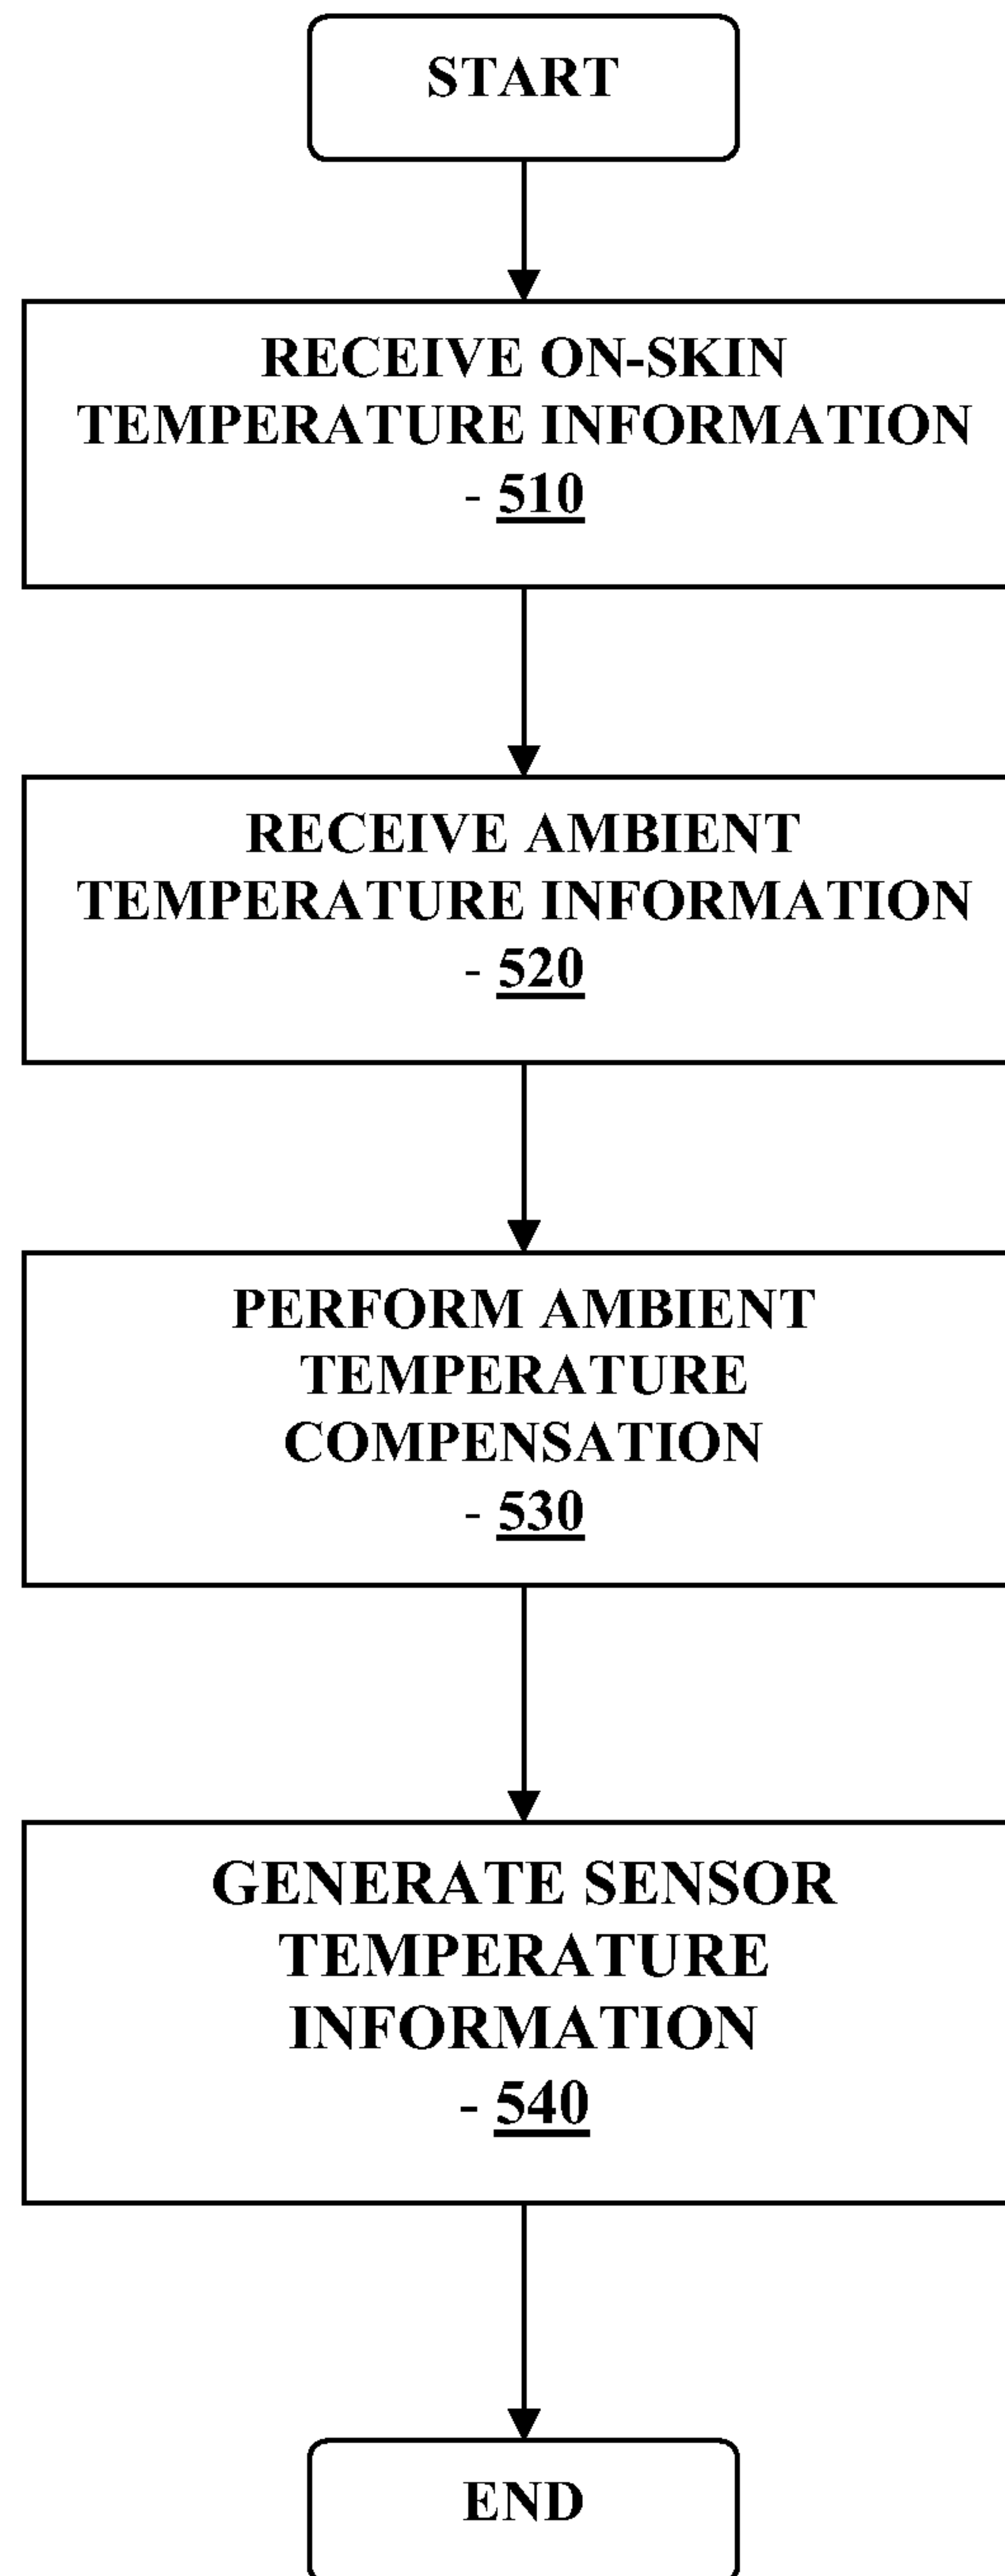 START
RECEIVE ON-SKIN
TEMPERATURE INFORMATION
- 510
RECEIVE AMBIENT
TEMPERATURE INFORMATION
- 520
PERFORM AMBIENT
TEMPERATURE
COMPENSATION
- 530
GENERATE SENSOR
TEMPERATURE
INFORMATION
- 540
END